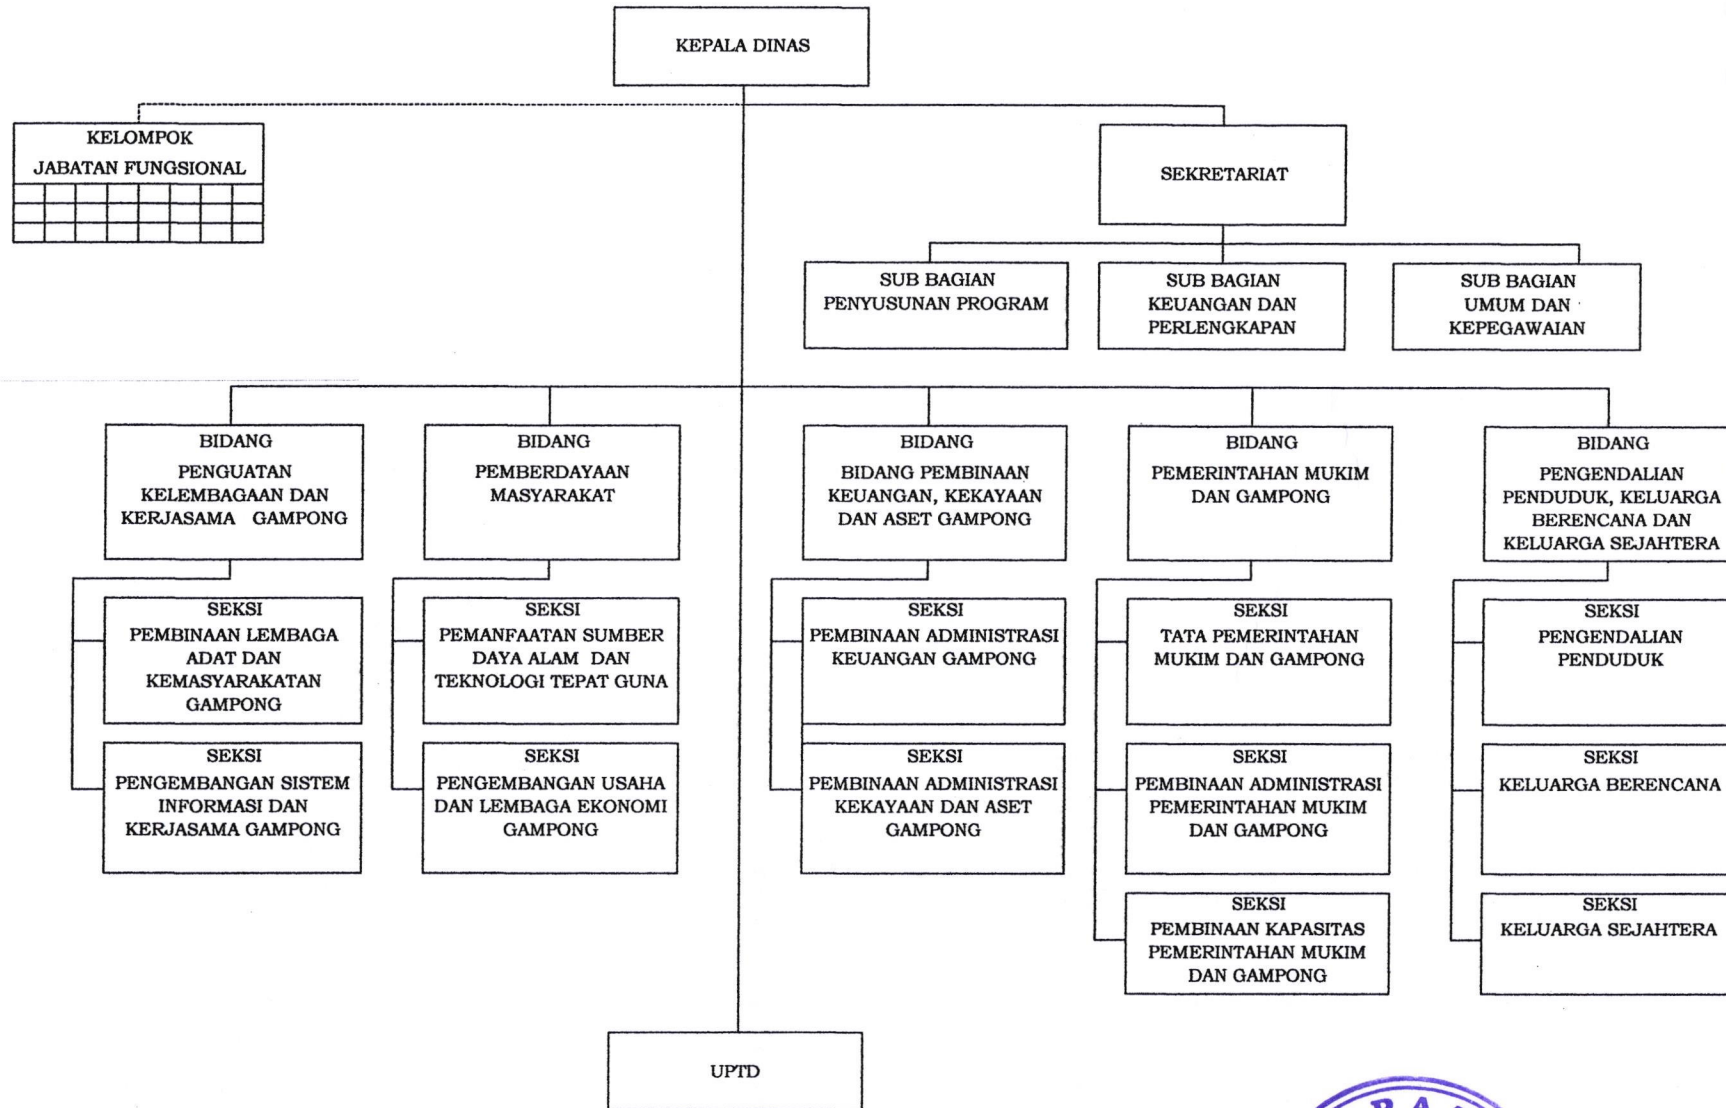 KEPALA DINAS
KELOMPOK
JABATAN FUNGSIONAL
SEKRETARIAT
SUB BAGIAN
PENYUSUNAN PROGRAM
SUB BAGIAN
KEUANGAN DAN
PERLENGKAPAN
SUB BAGIAN
UMUM DAN
KEPEGAWAIAN
BIDANG
PENGUATAN
KELEMBAGAAN DAN
KERJASAMA GAMPONG
BIDANG
PEMBERDAYAAN
MASYARAKAT
BIDANG
BIDANG PEMBINAAN
KEUANGAN, KEKAYAAN
DAN ASET GAMPONG
BIDANG
PEMERINTAHAN MUKIM
DAN GAMPONG
BIDANG
PENGENDALIAN
PENDUDUK, KELUARGA
BERENCANA DAN
KELUARGA SEJAHTERA
SEKSI
PEMBINAAN LEMBAGA
ADAT DAN
KEMASYARAKATAN
GAMPONG
SEKSI
PEMANFAATAN SUMBER
DAYA ALAM DAN
TEKNOLOGI TEPAT GUNA
SEKSI
PEMBINAAN ADMINISTRASI
KEUANGAN GAMPONG
SEKSI
TATA PEMERINTAHAN
MUKIM DAN GAMPONG
SEKSI
PENGENDALIAN
PENDUDUK
SEKSI
PENGEMBANGAN SISTEM
INFORMASI DAN
KERJASAMA GAMPONG
SEKSI
PENGEMBANGAN USAHA
DAN LEMBAGA EKONOMI
GAMPONG
SEKSI
PEMBINAAN ADMINISTRASI
KEKAYAAN DAN ASET
GAMPONG
SEKSI
PEMBINAAN ADMINISTRASI
PEMERINTAHAN MUKIM
DAN GAMPONG
SEKSI
KELUARGA BERENCANA
SEKSI
PEMBINAAN KAPASITAS
PEMERINTAHAN MUKIM
DAN GAMPONG
SEKSI
KELUARGA SEJAHTERA
UPTD